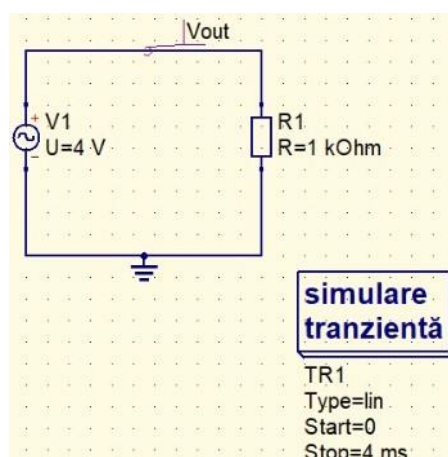 Vout
V1
U=4 V
R1
R=1 kOhm
simulare
tranzientă
TR1
Type=lin
Start=0
Stop=4 ms